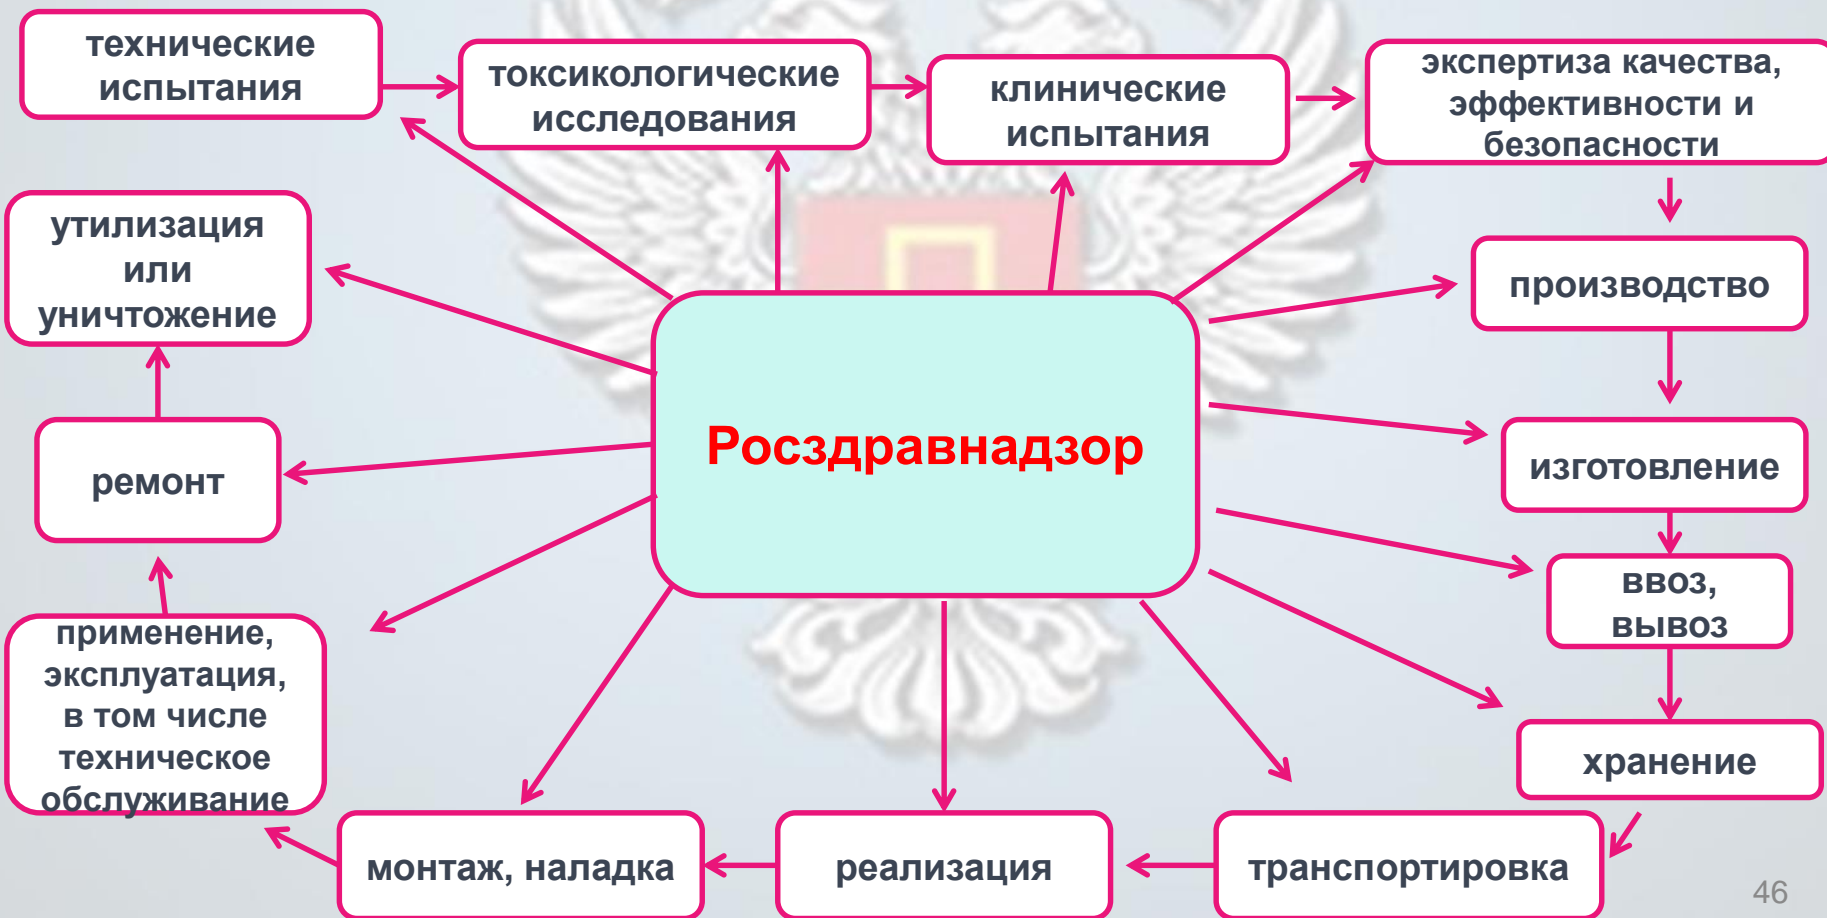 технические
испытания
токсикологические
исследования
клинические
испытания
экспертиза качества,
эффективности и
безопасности
утилизация
или
уничтожение
производство
Росздравнадзор
ремонт
изготовление
ввоз,
вывоз
применение,
эксплуатация,
в том числе
техническое
обслуживание
хранение
монтаж, наладка
реализация
транспортировка
46